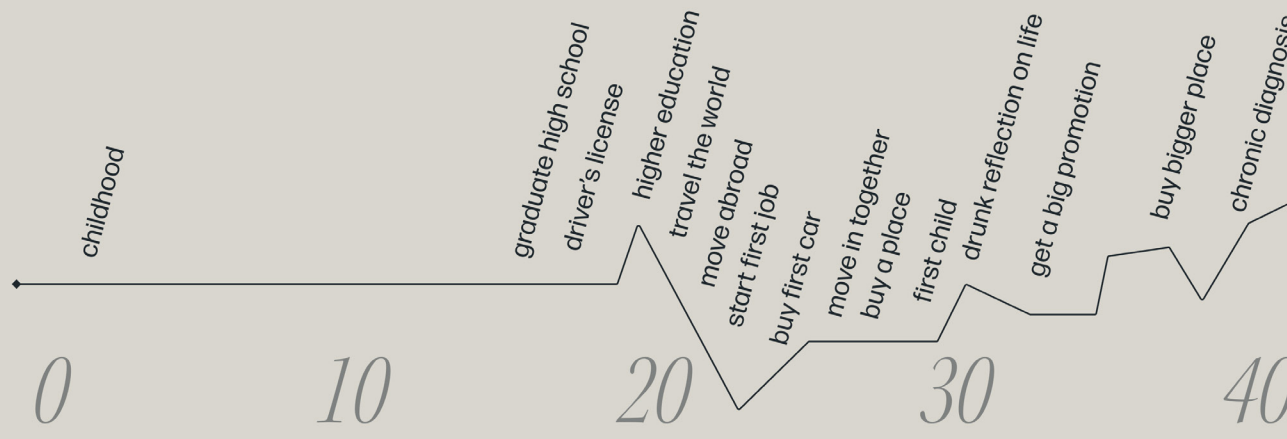 childhood
graduate high school
driver’s license
higher education
travel the world
move abroad
start first job
buy first car
move in together
buy a place
first child
drunk reflection on life
get a big promotion
buy bigger place
chronic diagnosis
0
10
20
30
40